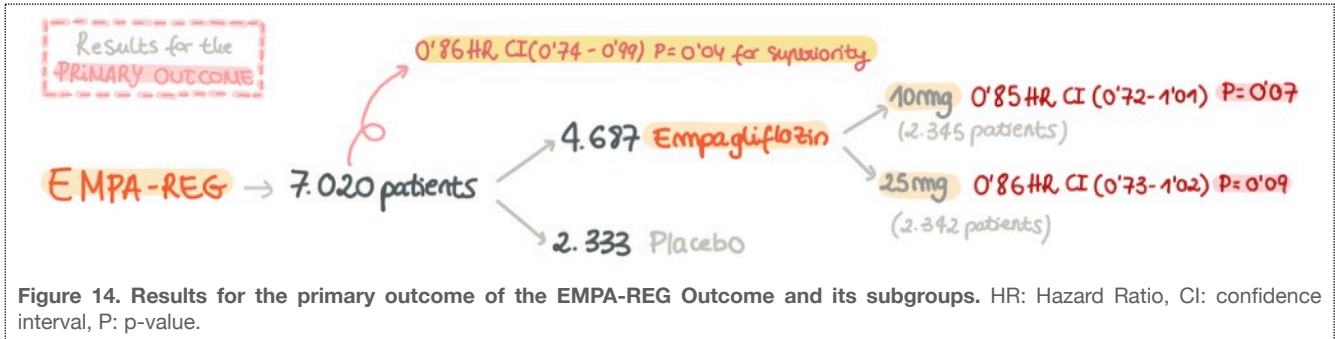 Results for the
PRIMARY OUTCOME
0'86 HR CI (0'74 - 0'99) P= 0'04 for superiority
EMPA-REG → 7.020 patients
4.687 Empagliflozin
2.333 Placebo
10mg 0'85 HR CI (0'72-1'01) P= 0'07
(2.345 patients)
25mg 0'86 HR CI (0'73-1'02) P= 0'09
(2.342 patients)
Figure 14. Results for the primary outcome of the EMPA-REG Outcome and its subgroups. HR: Hazard Ratio, CI: confidence
interval, P: p-value.